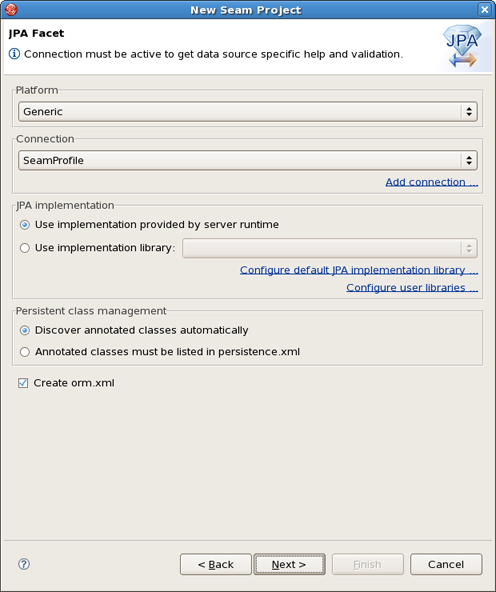 New Seam Project
JPA Facet
Connection must be active to get data source specific help and validation.
JPA
Platform
Generic
Connection
SeamProfile
Add connection ...
JPA implementation
Use implementation provided by server runtime
Use implementation library:
Configure default JPA implementation library ...
Configure user libraries ...
Persistent class management
Discover annotated classes automatically
Annotated classes must be listed in persistence.xml
Create orm.xml
< Back
Next >
Finish
Cancel